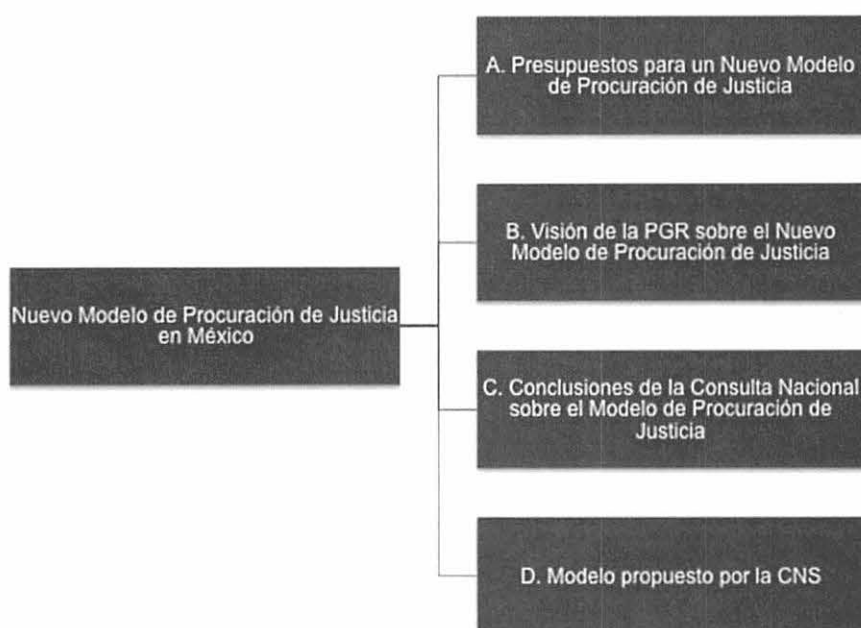 A. Presupuestos para un Nuevo Modelo
de Procuración de Justicia
B. Visión de la PGR sobre el Nuevo
Modelo de Procuración de Justicia
Nuevo Modelo de Procuración de Justicia
en México
C. Conclusiones de la Consulta Nacional
sobre el Modelo de Procuración de
Justicia
D. Modelo propuesto por la CNS